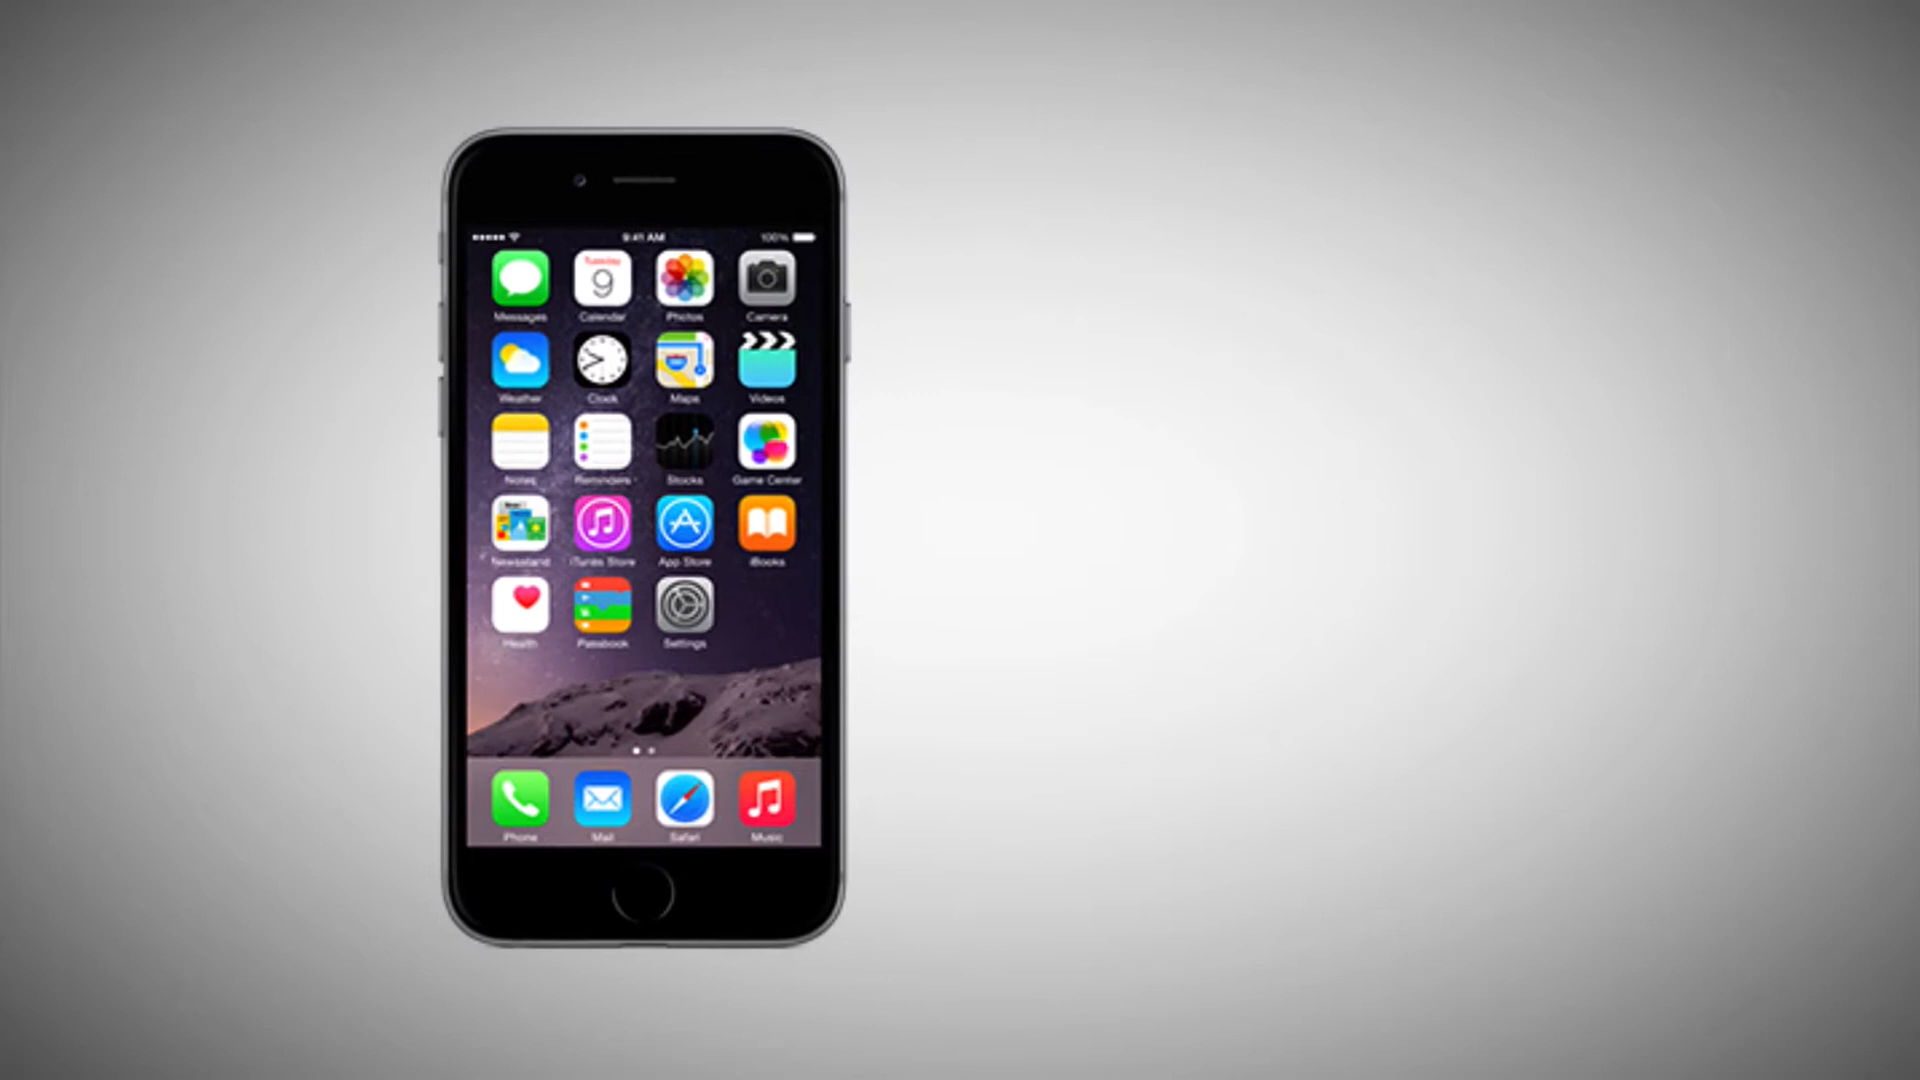 9:41 AM 100%
Tuesday
9
Messages Calendar Photos Camera
Weather Clock Maps Videos
Notes Reminders Stocks Game Center
Newsstand iTunes Store App Store iBooks
Health Passbook Settings
Phone Mail Safari Music